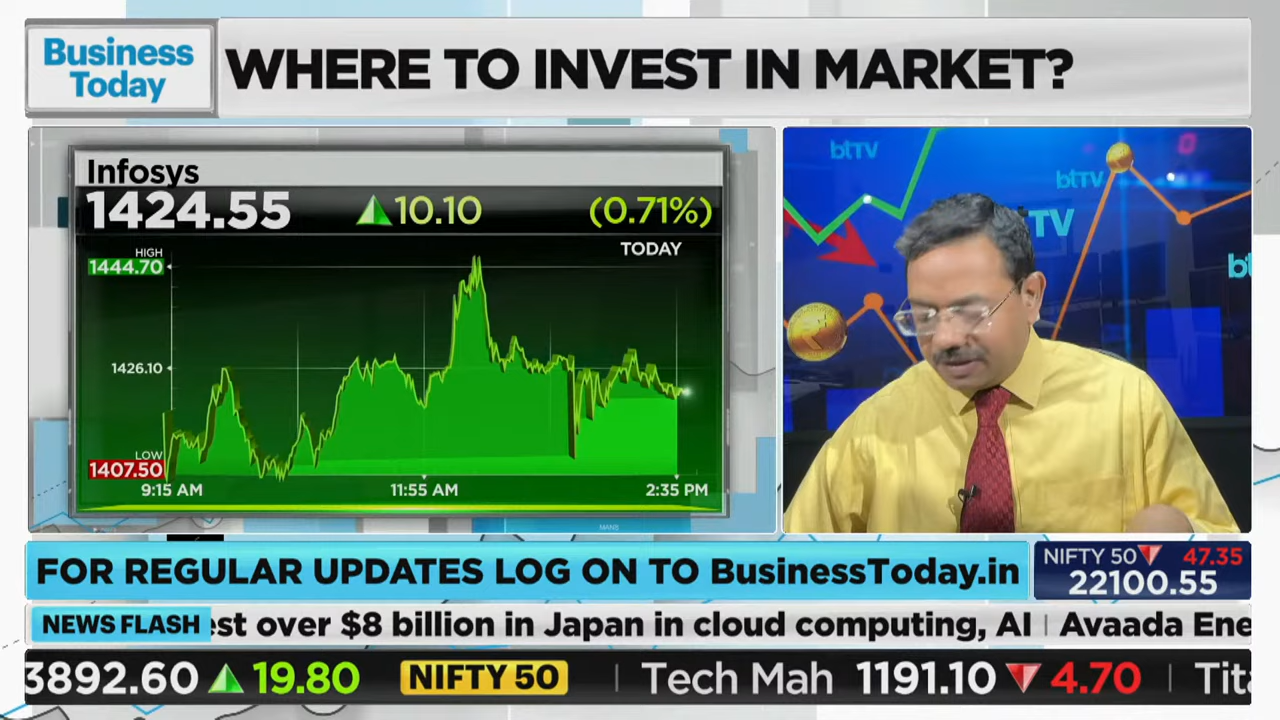 Business
Today
WHERE TO INVEST IN MARKET?
Infosys
1424.55 10.10 (0.71%)
TODAY
HIGH
1444.70
1426.10
LOW
1407.50
9:15 AM 11:55 AM 2:35 PM
btTV
btTV
TV
bt
FOR REGULAR UPDATES LOG ON TO BusinessToday.in
NIFTY 50 47.35
22100.55
NEWS FLASH est over $8 billion in Japan in cloud computing, AI | Avaada Ene
3892.60 19.80 NIFTY 50 | Tech Mah 1191.10 4.70 | Tit